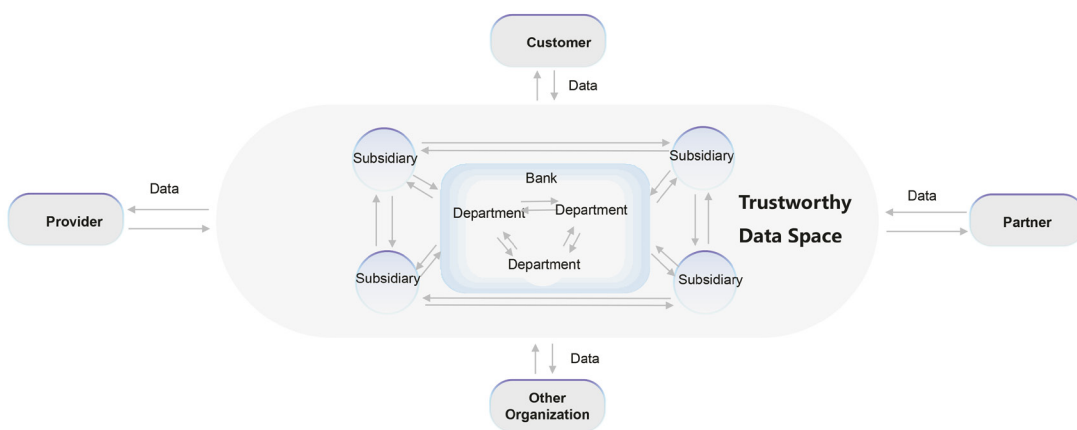 Customer
Data
Subsidiary
Subsidiary
Bank
Data
Data
Trustworthy
Department
Department
Provider
Partner
Data Space
Department
Subsidiary
Subsidiary
Data
Other
Organization